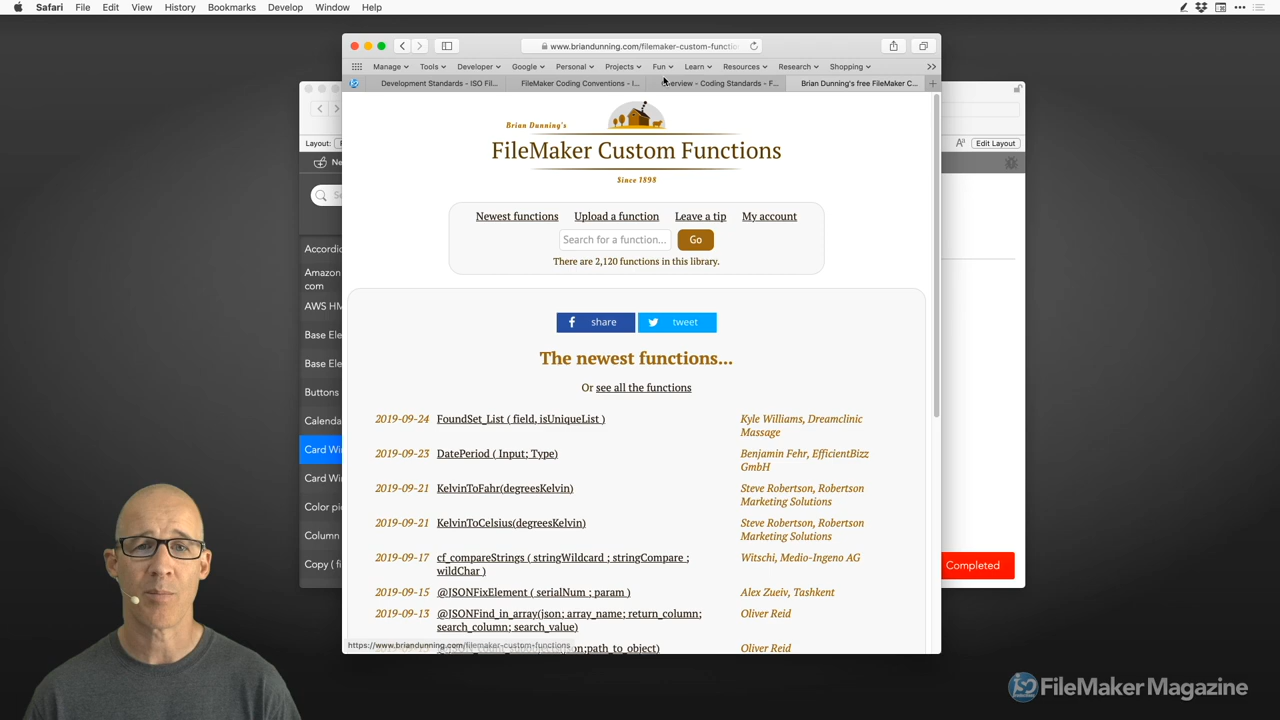 Safari File Edit View History Bookmarks Develop Window Help
www.briandunning.com/filemaker-custom-functio
Manage Tools Developer Google Personal Projects Fun Learn Resources Research Shopping
Development Standards - ISO Fil... FileMaker Coding Conventions - I... Overview - Coding Standards - F... Brian Dunning's free FileMaker C...
Layout: Edit Layout
Ne
Brian Dunning's
FileMaker Custom Functions
Since 1898
Newest functions Upload a function Leave a tip My account
Search for a function... Go
There are 2,120 functions in this library.
share tweet
The newest functions...
Or see all the functions
2019-09-24 FoundSet_List ( field, isUniqueList ) Kyle Williams, Dreamclinic
Massage
2019-09-23 DatePeriod ( Input; Type) Benjamin Fehr, EfficientBizz
GmbH
2019-09-21 KelvinToFahr(degreesKelvin) Steve Robertson, Robertson
Marketing Solutions
2019-09-21 KelvinToCelsius(degreesKelvin) Steve Robertson, Robertson
Marketing Solutions
2019-09-17 cf_compareStrings ( stringWildcard ; stringCompare ;
wildChar ) Witschi, Medio-Ingeno AG
2019-09-15 @JSONFixElement ( serialNum ; param ) Alex Zueiv, Tashkent
2019-09-13 @JSONFind_in_array(json; array_name; return_column;
search_column; search_value) Oliver Reid
Oliver Reid
https://www.briandunning.com/filemaker-custom-functions
Accordic
Amazon
com
AWS HM
Base Ele
Base Ele
Buttons
Calenda
Card Wi
Card Wi
Color pic
Column
Copy ( fi
Completed
FileMaker Magazine